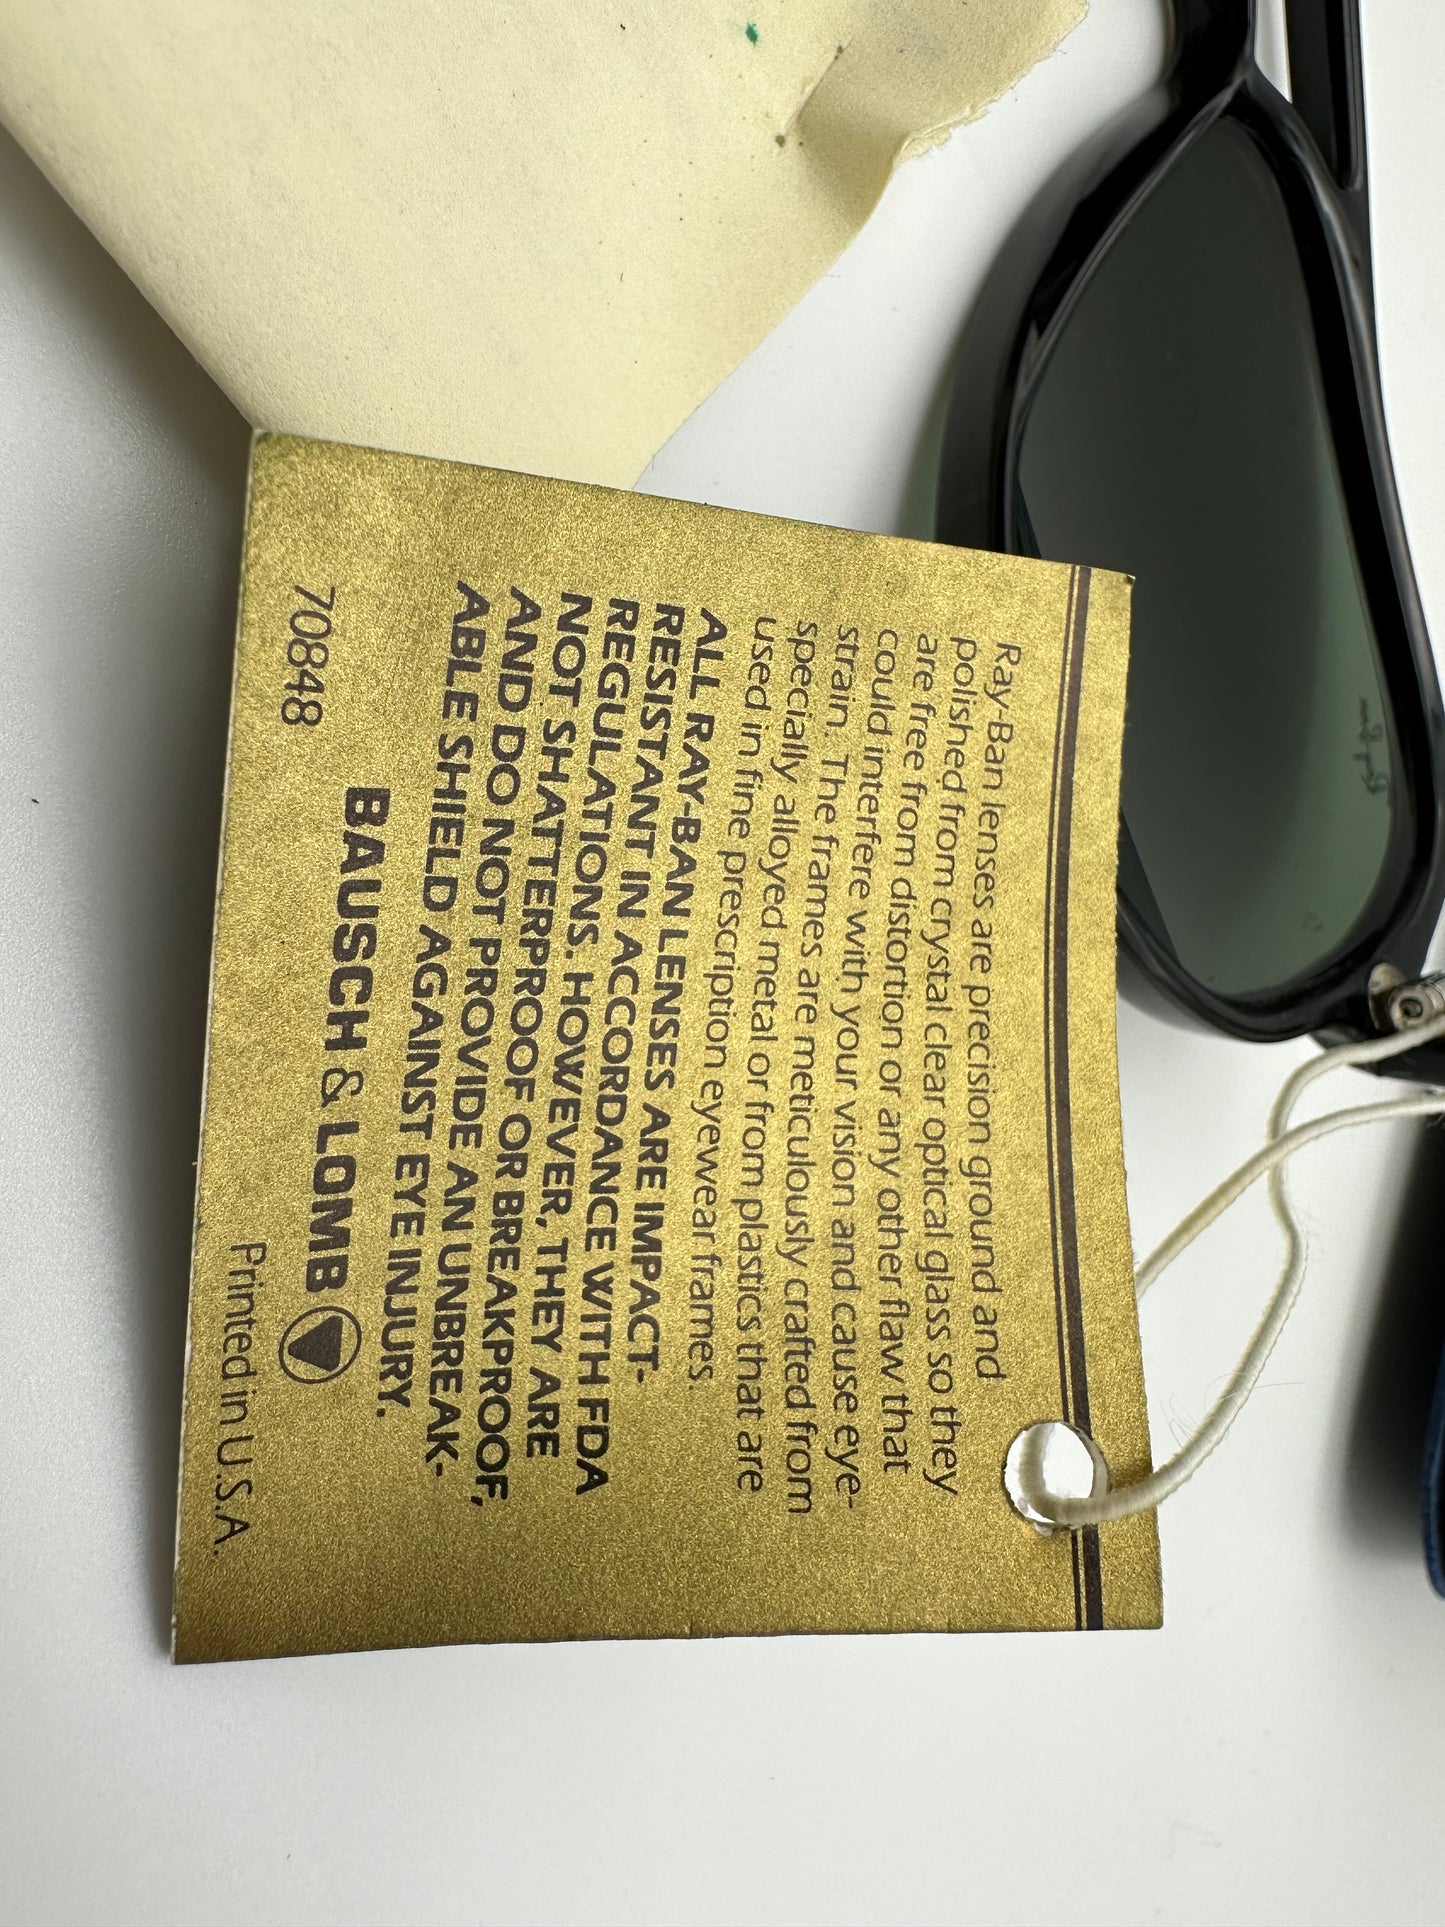 Ray-Ban lenses are precision ground and
polished from crystal clear optical glass so they
are free from distortion or any other flaw that
could interfere with your vision and cause eye-
strain. The frames are meticulously crafted from
specially alloyed metal or from plastics that are
used in fine prescription eyewear frames.
ALL RAY-BAN LENSES ARE IMPACT-
RESISTANT IN ACCORDANCE WITH FDA
REGULATIONS. HOWEVER, THEY ARE
NOT SHATTERPROOF OR BREAKPROOF,
AND DO NOT PROVIDE AN UNBREAK-
ABLE SHIELD AGAINST EYE INJURY.
BAUSCH & LOMB
70848
Printed in U.S.A.